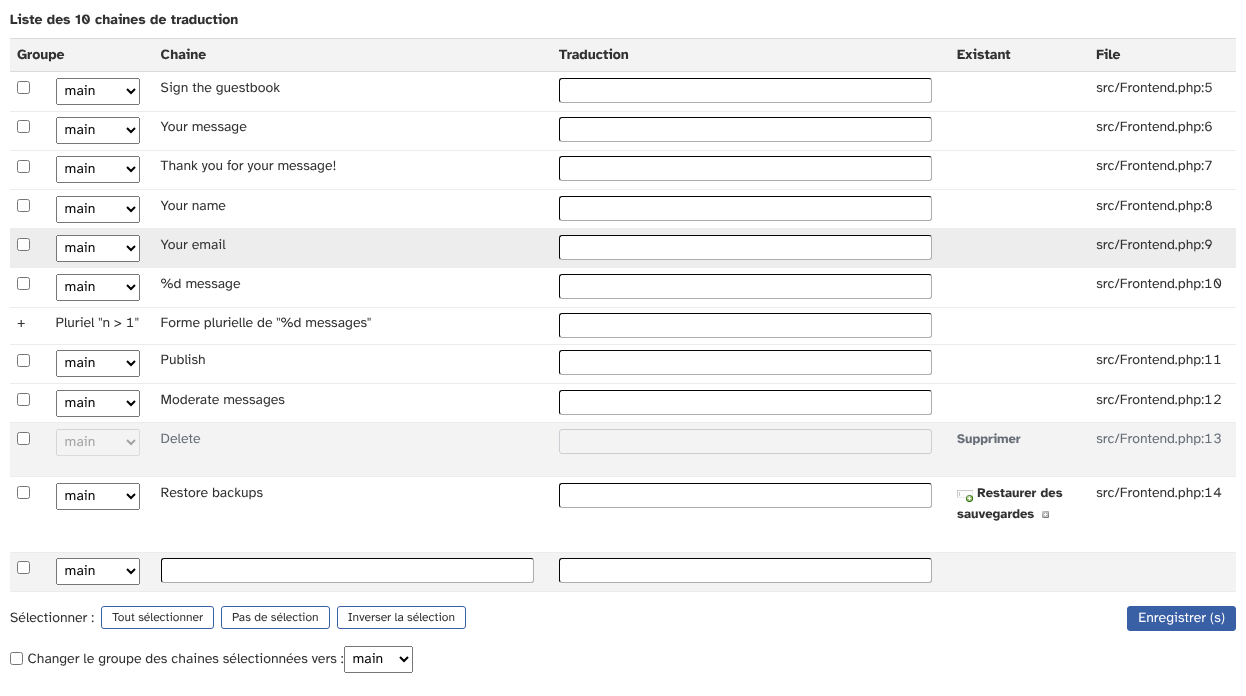 Liste des 10 chaines de traduction
Groupe Chaine Traduction Existant File
main Sign the guestbook src/Frontend.php:5
main Your message src/Frontend.php:6
main Thank you for your message! src/Frontend.php:7
main Your name src/Frontend.php:8
main Your email src/Frontend.php:9
main %d message src/Frontend.php:10
+ Pluriel "n > 1" Forme plurielle de "%d messages"
main Publish src/Frontend.php:11
main Moderate messages src/Frontend.php:12
main Delete Supprimer src/Frontend.php:13
main Restore backups Restaurer des src/Frontend.php:14
sauvegardes
main
Sélectionner : Tout sélectionner Pas de sélection Inverser la sélection Enregistrer (s)
Changer le groupe des chaines sélectionnées vers : main